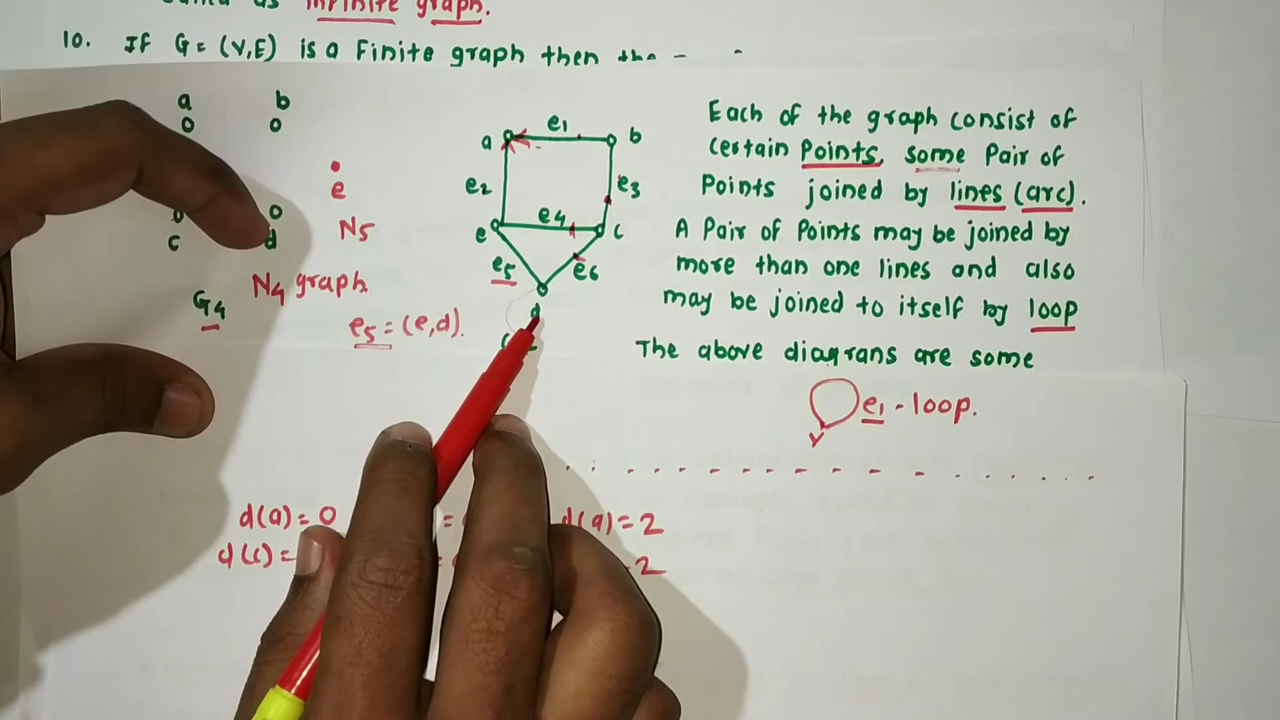 infinite graph.
10. If G = (V,E) is a Finite graph then
a b
e
N5
c d
N4 graph
G4
e5 = (e,d).
a e1 b
e2 e3
e e4 c
e5 e6
d
Each of the graph consist of
certain Points, some Pair of
Points joined by lines (arc).
A Pair of Points may be joined by
more than one lines and also
may be joined to itself by loop
The above diagrans are some
e1 - loop.
v
d(a) = 0 d(a) = 2
d(c) = 2